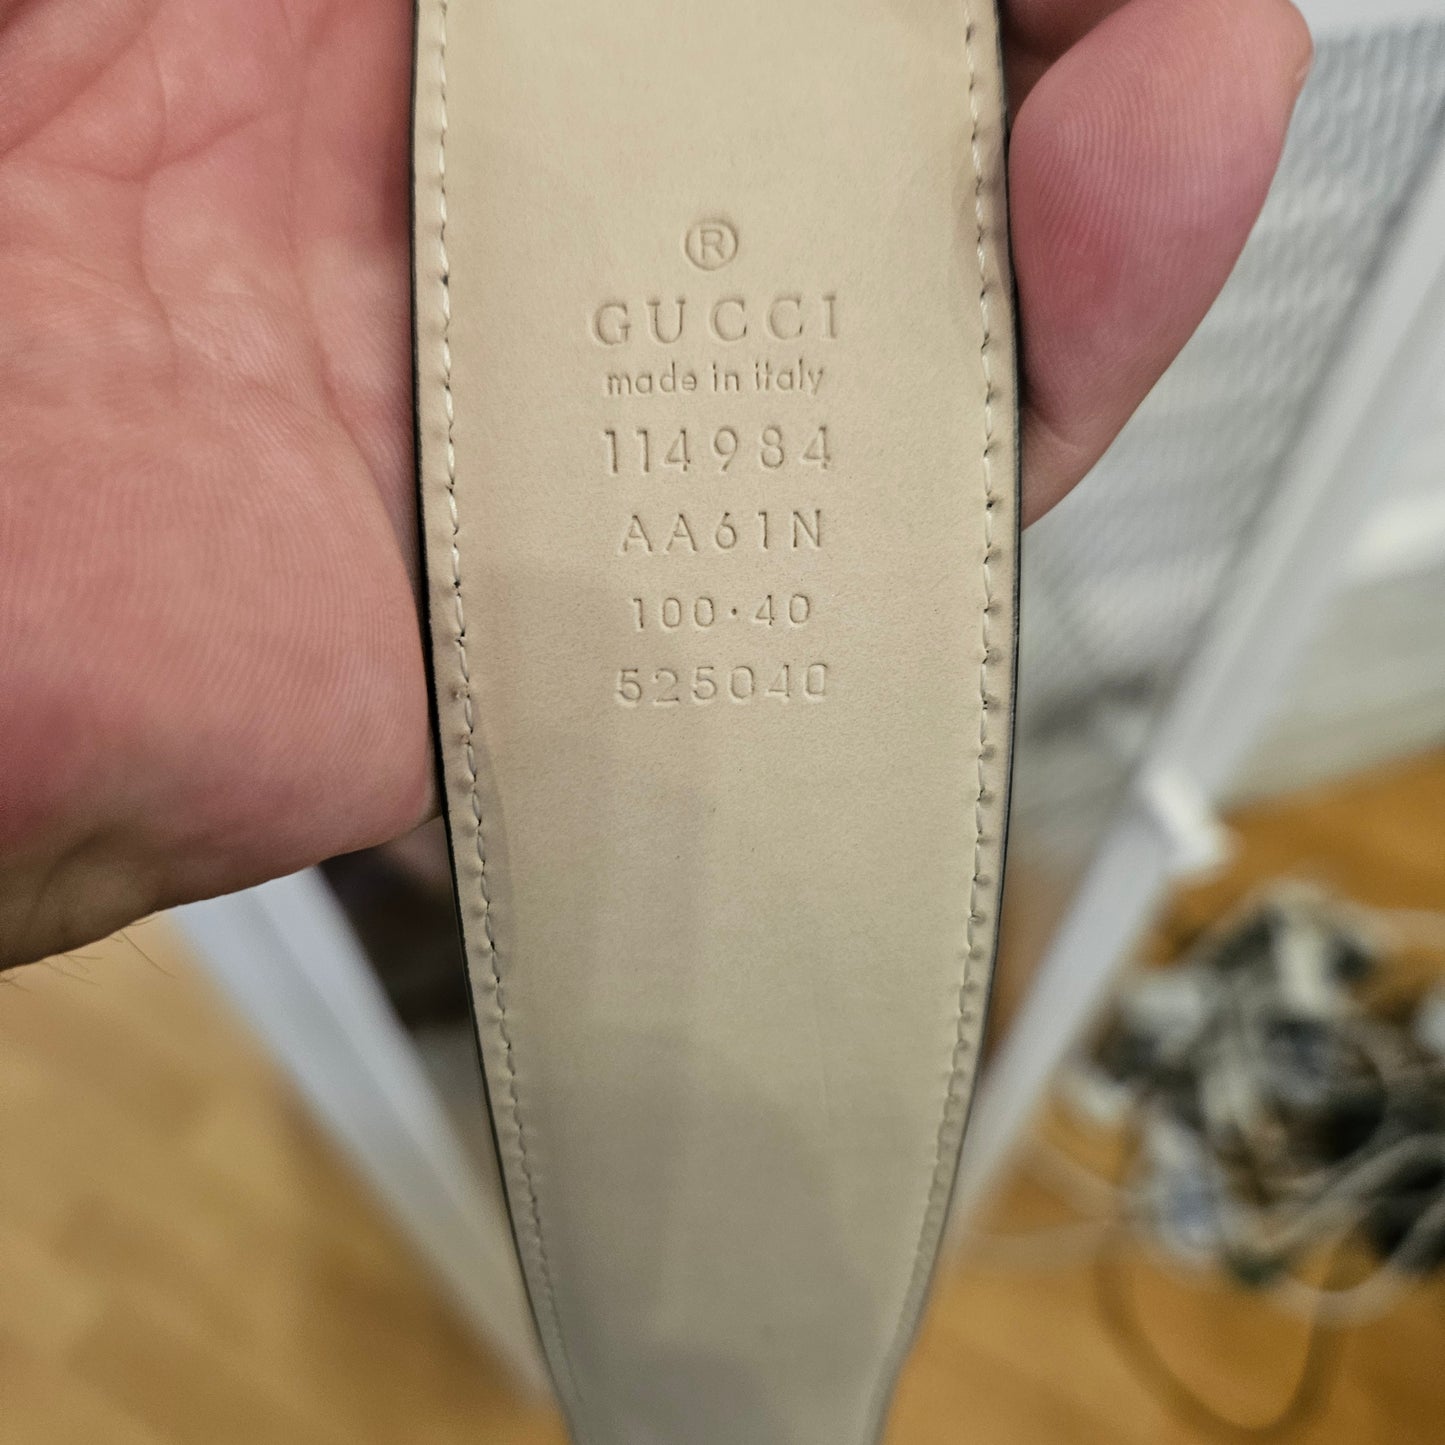 ®
GUCCI
made in italy
114984
AA61N
100·40
525040